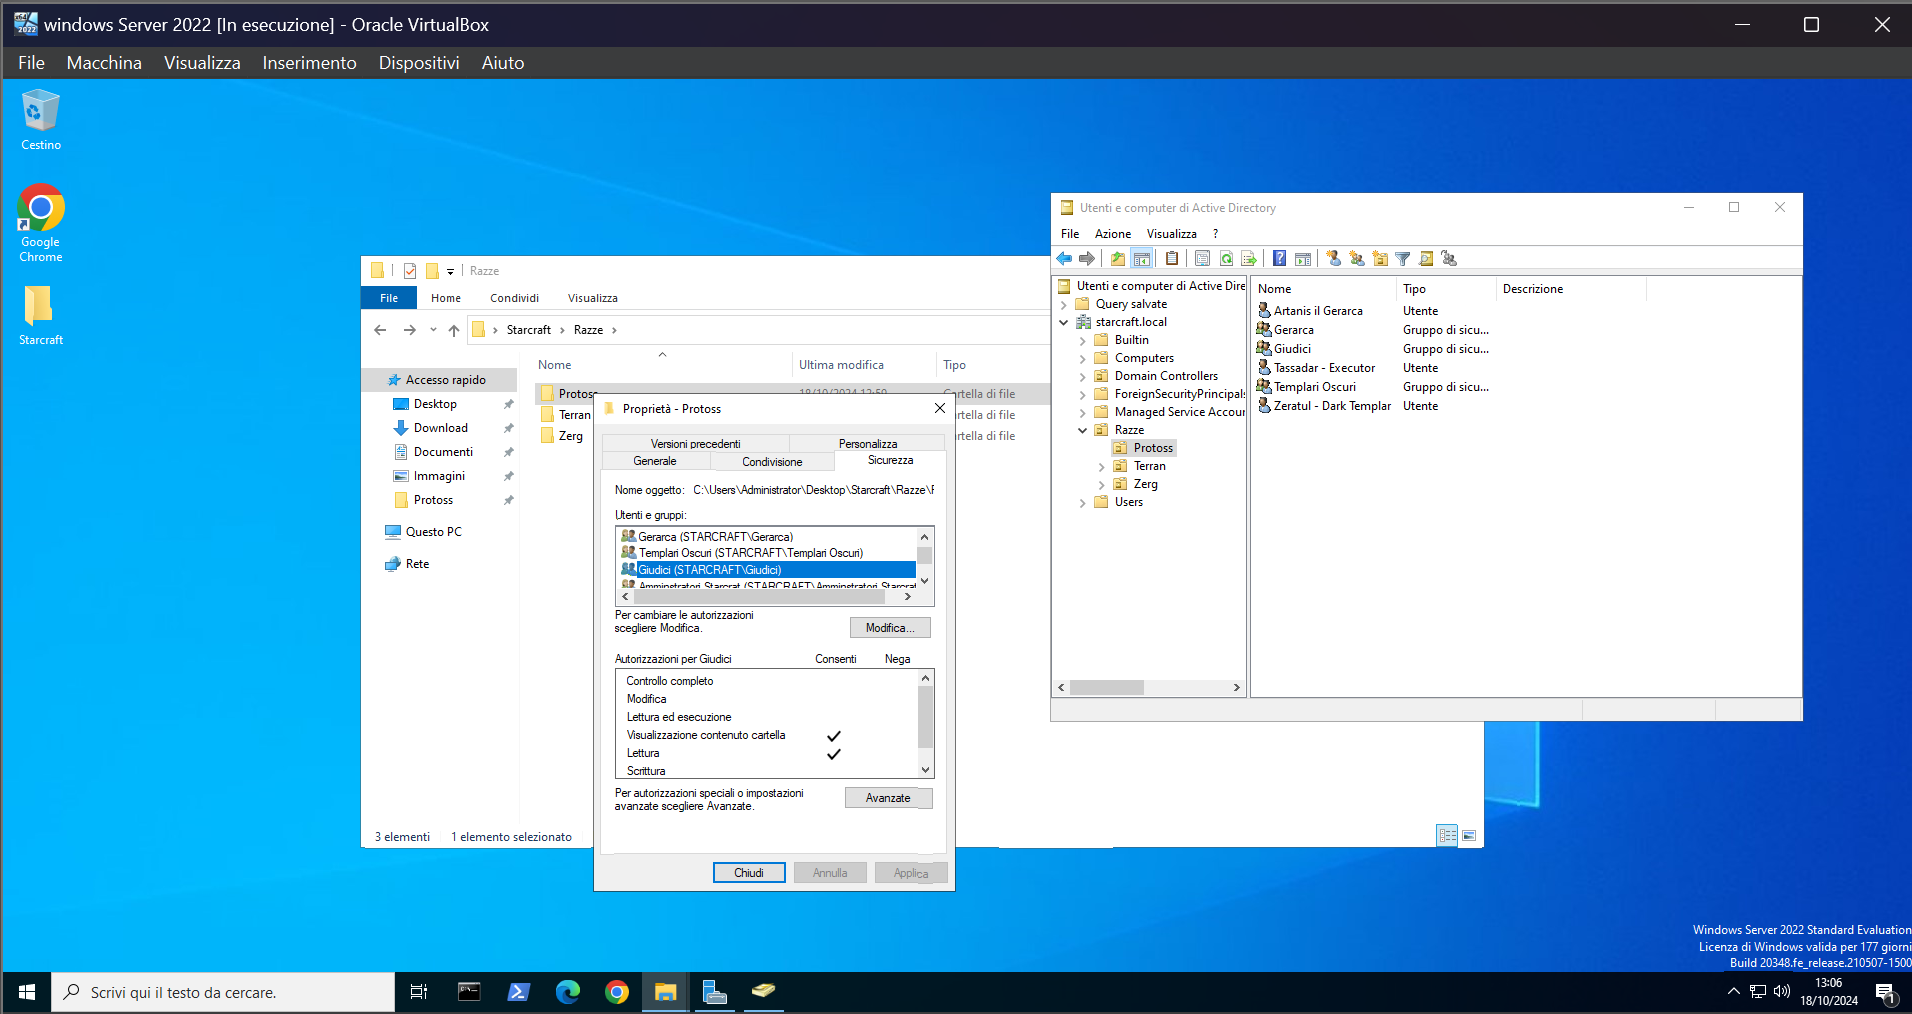 windows Server 2022 [In esecuzione] - Oracle VirtualBox
File Macchina Visualizza Inserimento Dispositivi Aiuto
Cestino
Google
Chrome
Starcraft
Razze
File Home Condividi Visualizza
Starcraft Razze
Nome Ultima modifica Tipo
Accesso rapido
Desktop
Download
Documenti
Immagini
Protoss
Questo PC
Rete
Protoss 18/10/2024 12:50 Cartella di file
Terran artella di file
Zerg artella di file
3 elementi 1 elemento selezionato
Proprietà - Protoss
Versioni precedenti Personalizza
Generale Condivisione Sicurezza
Nome oggetto: C:\Users\Administrator\Desktop\Starcraft\Razze\F
Utenti e gruppi:
Gerarca (STARCRAFT\Gerarca)
Templari Oscuri (STARCRAFT\Templari Oscuri)
Giudici (STARCRAFT\Giudici)
Amminstratori Starcrat (STARCRAFT\Amminstratori Starcrat
Per cambiare le autorizzazioni
scegliere Modifica.
Modifica...
Autorizzazioni per Giudici Consenti Nega
Controllo completo
Modifica
Lettura ed esecuzione
Visualizzazione contenuto cartella
Lettura
Scrittura
Per autorizzazioni speciali o impostazioni
avanzate scegliere Avanzate.
Avanzate
Chiudi Annulla Applica
Utenti e computer di Active Directory
File Azione Visualizza ?
Utenti e computer di Active Dire
Query salvate
starcraft.local
Builtin
Computers
Domain Controllers
ForeignSecurityPrincipals
Managed Service Accour
Razze
Protoss
Terran
Zerg
Users
Nome Tipo Descrizione
Artanis il Gerarca Utente
Gerarca Gruppo di sicu...
Giudici Gruppo di sicu...
Tassadar - Executor Utente
Templari Oscuri Gruppo di sicu...
Zeratul - Dark Templar Utente
Windows Server 2022 Standard Evaluation
Licenza di Windows valida per 177 giorni
Build 20348.fe_release.210507-1500
Scrivi qui il testo da cercare.
13:06
18/10/2024
1